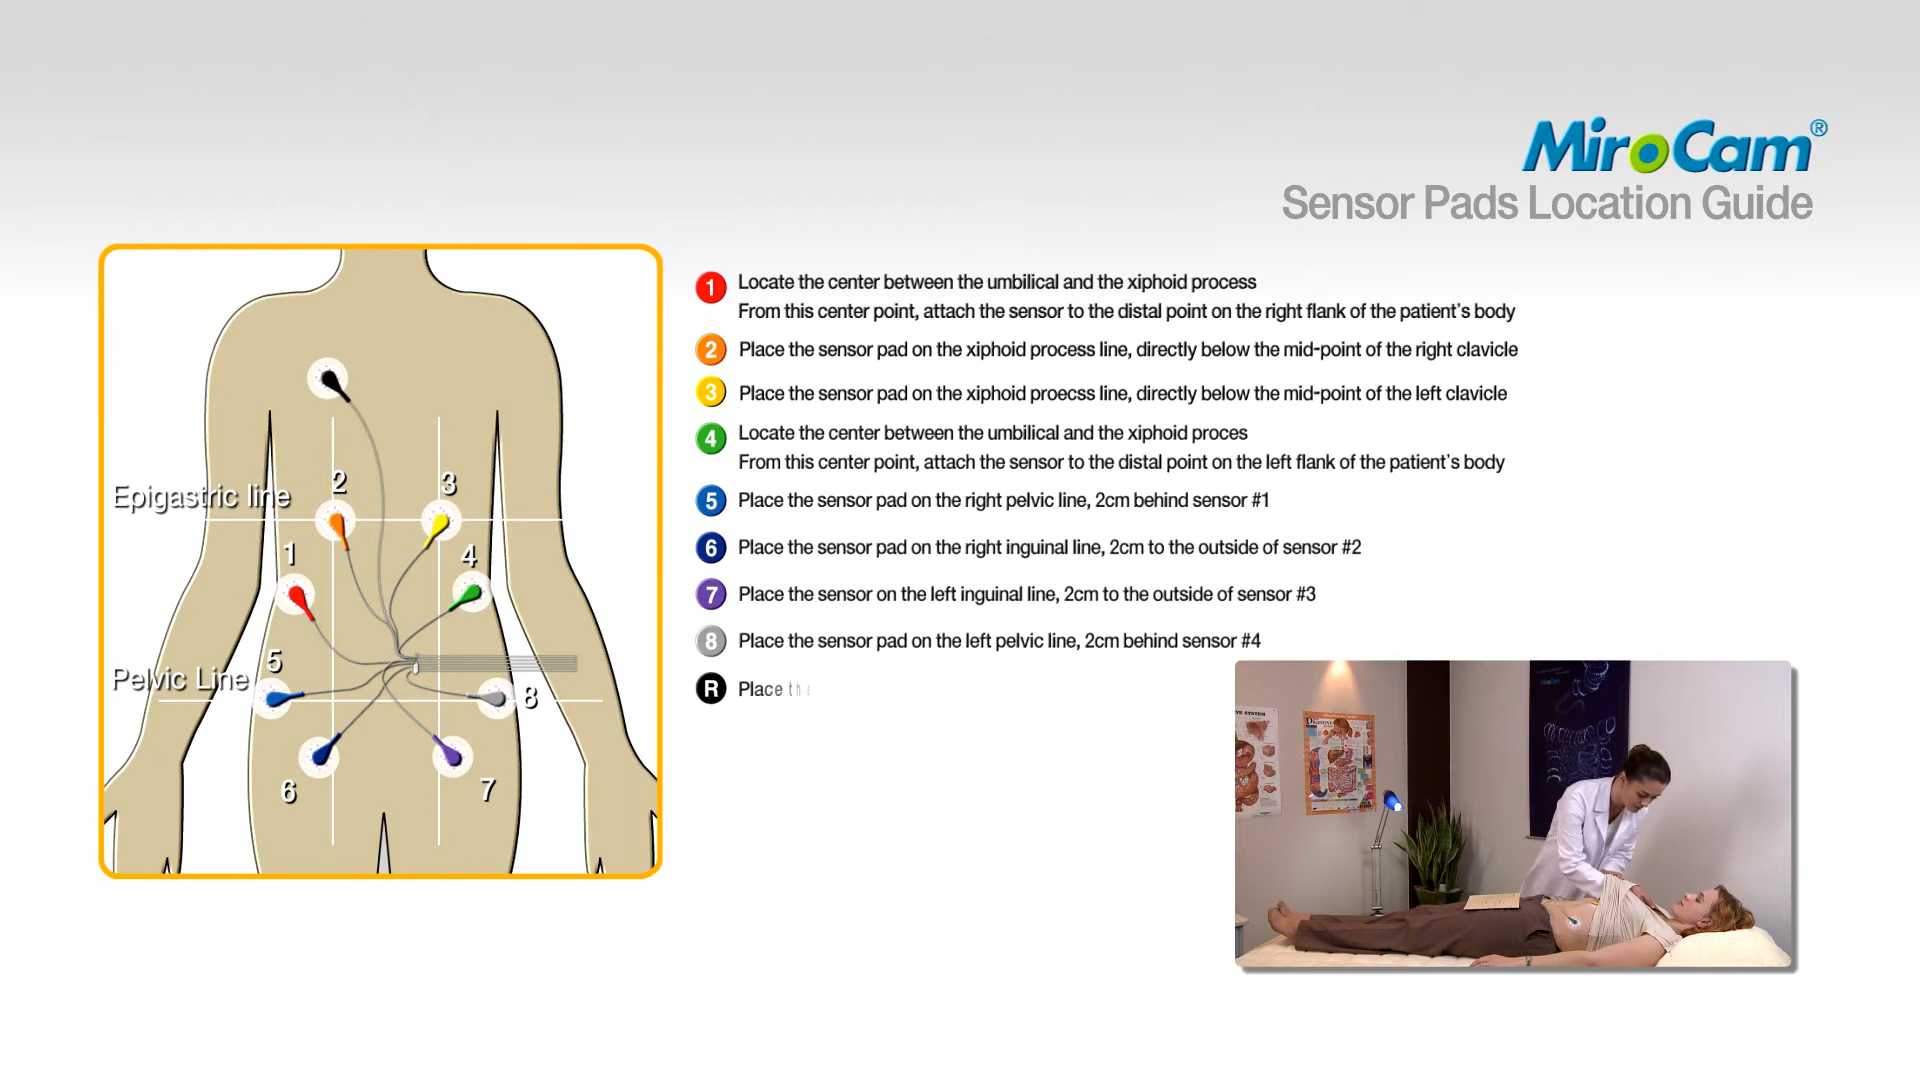 MiroCam®
Sensor Pads Location Guide
1 Locate the center between the umbilical and the xiphoid process
From this center point, attach the sensor to the distal point on the right flank of the patient's body
2 Place the sensor pad on the xiphoid process line, directly below the mid-point of the right clavicle
3 Place the sensor pad on the xiphoid proecss line, directly below the mid-point of the left clavicle
4 Locate the center between the umbilical and the xiphoid proces
From this center point, attach the sensor to the distal point on the left flank of the patient's body
5 Place the sensor pad on the right pelvic line, 2cm behind sensor #1
6 Place the sensor pad on the right inguinal line, 2cm to the outside of sensor #2
7 Place the sensor on the left inguinal line, 2cm to the outside of sensor #3
8 Place the sensor pad on the left pelvic line, 2cm behind sensor #4
R Place th
2 3
Epigastric line
1 4
5
Pelvic Line
8
6 7
VE SYSTEM
DIGESTIVE